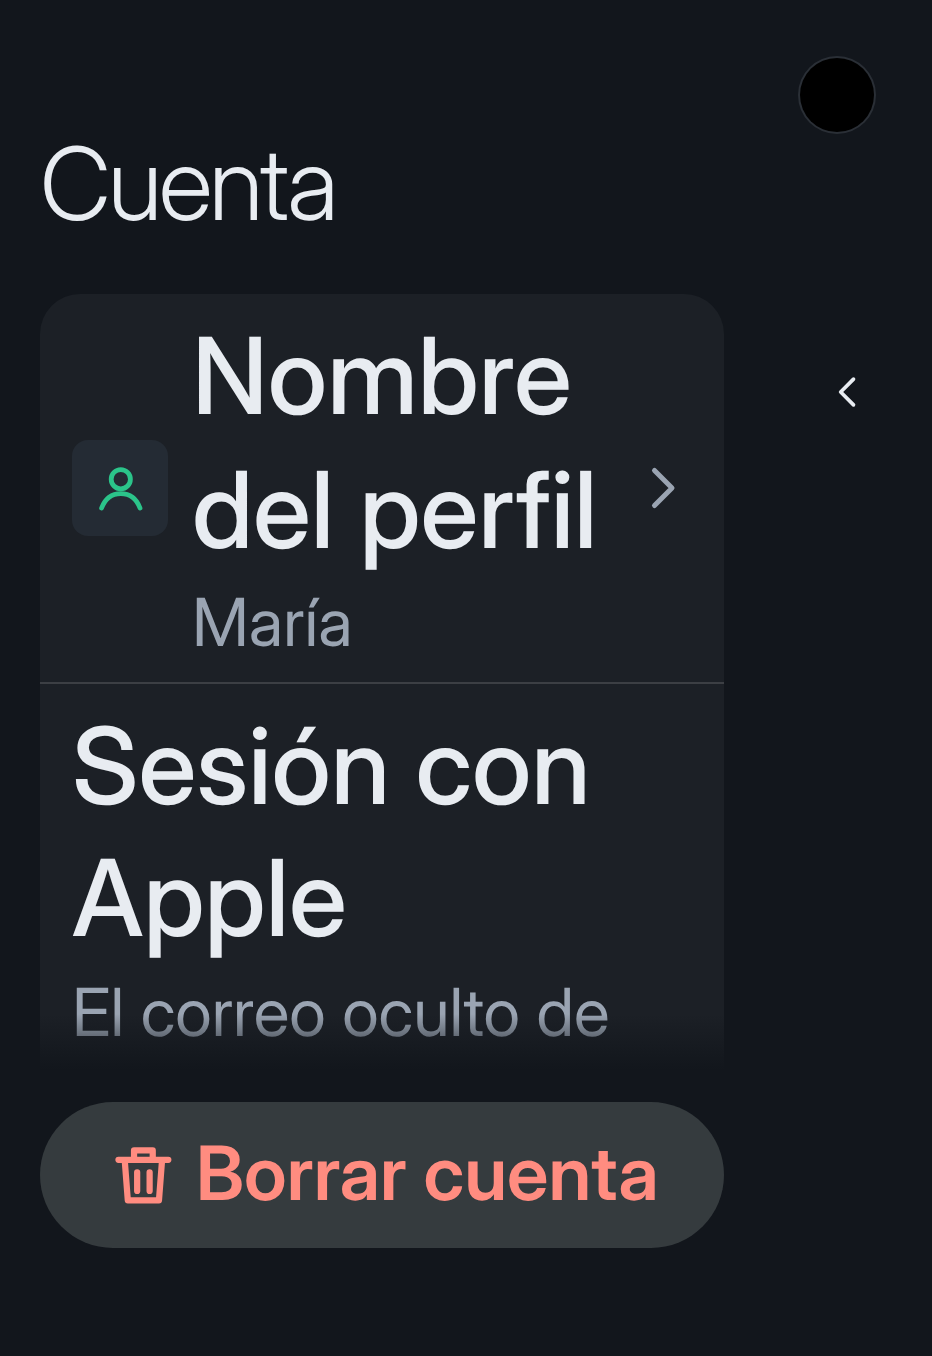 Cuenta
Nombre
del perfil
María
Sesión con
Apple
El correo oculto de
Borrar cuenta